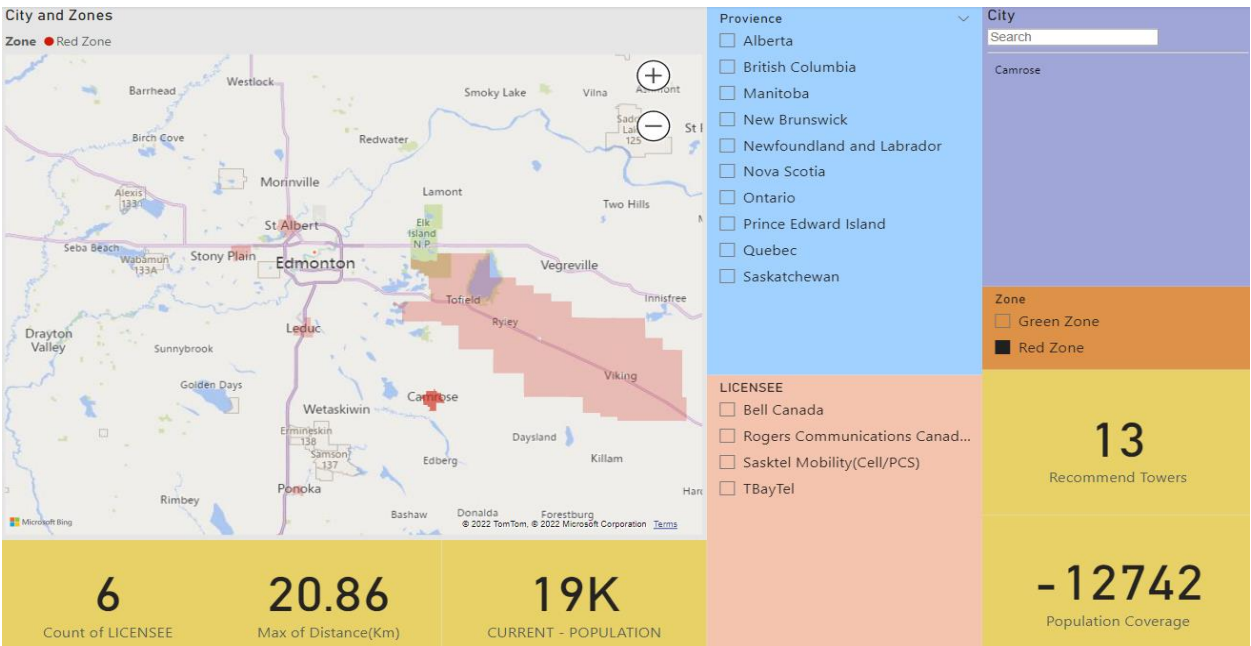 City and Zones
Zone Red Zone
Barrhead
Westlock
Smoky Lake
Vilna
Birch Cove
Redwater
125
Morinville
Alexis
Lamont
Two Hills
St Albert
Elk
Island
N.P.
Seba Beach
Wabamun
133A
Stony Plain
Edmonton
Vegreville
Tofield
Innisfree
Drayton
Valley
Leduc
Ryley
Sunnybrook
Viking
Golden Days
Camrose
Wetaskiwin
Ermineskin
138
Samson
137
Daysland
Edberg
Killam
Ponoka
Rimbey
Bashaw
Donalda
Forestburg
Microsoft Bing
© 2022 TomTom, © 2022 Microsoft Corporation Terms
6
Count of LICENSEE
20.86
Max of Distance(Km)
19K
CURRENT - POPULATION
Provience
Alberta
British Columbia
Manitoba
New Brunswick
Newfoundland and Labrador
Nova Scotia
Ontario
Prince Edward Island
Quebec
Saskatchewan
LICENSEE
Bell Canada
Rogers Communications Canad...
Sasktel Mobility(Cell/PCS)
TBayTel
City
Search
Camrose
Zone
Green Zone
Red Zone
13
Recommend Towers
-12742
Population Coverage